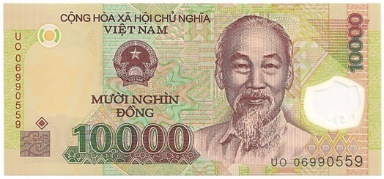 CỘNG HÒA XÃ HỘI CHỦ NGHĨA
VIỆT NAM
UO 06990559
10000
MƯỜI NGHÌN
ĐỒNG
10000
UO 06990559